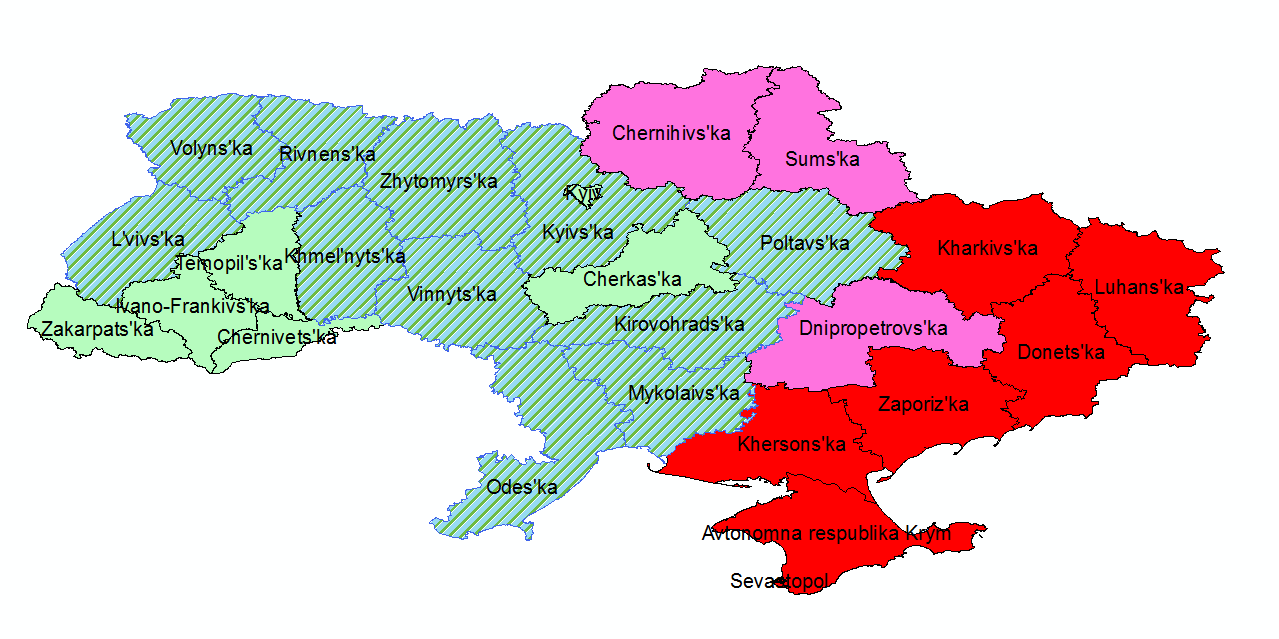 Chernihivs'ka
Sums'ka
Volyns'ka
Rivnens'ka
Zhytomyrs'ka
Kyiv
Kyivs'ka
L'vivs'ka
Poltavs'ka
Kharkivs'ka
Ternopil's'ka
Khmel'nyts'ka
Cherkas'ka
Luhans'ka
Vinnyts'ka
Ivano-Frankivs'ka
Zakarpats'ka
Chernivets'ka
Kirovohrads'ka
Dnipropetrovs'ka
Donets'ka
Mykolaivs'ka
Zaporiz'ka
Khersons'ka
Odes'ka
Avtonomna respublika Krym
Sevastopol